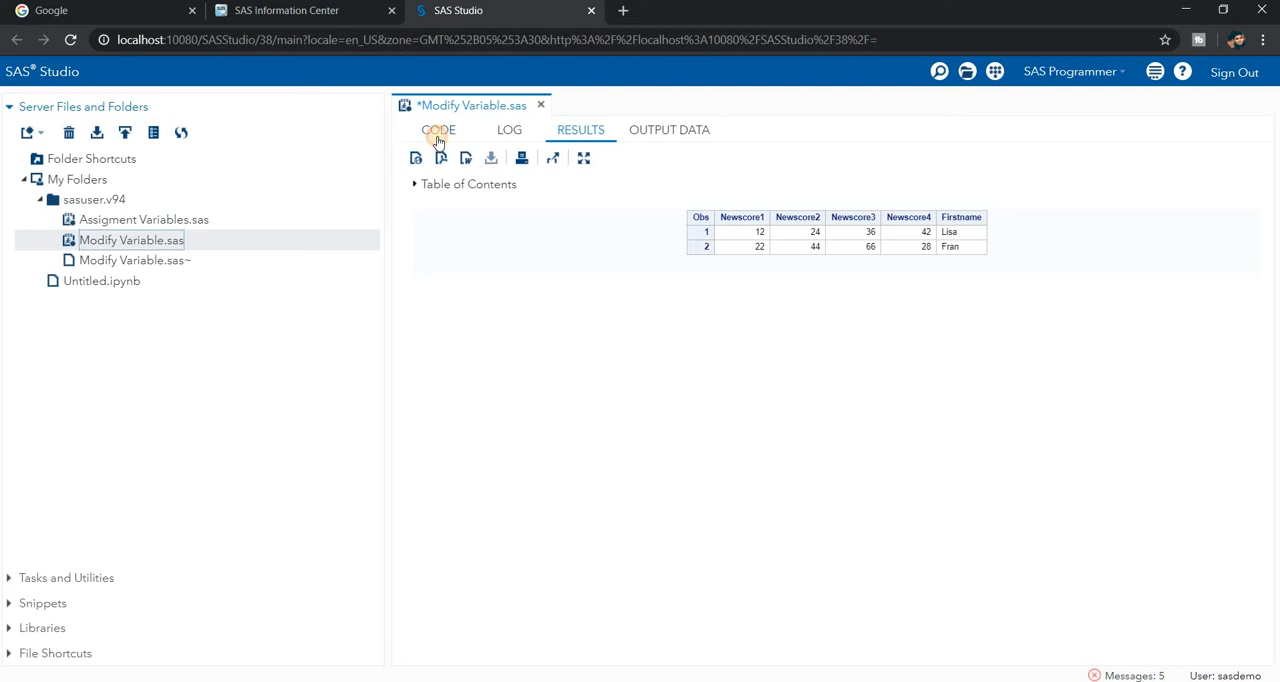 Google
SAS Information Center
SAS Studio
localhost:10080/SASStudio/38/main?locale=en_US&zone=GMT%252B05%253A30&http%3A%2F%2Flocalhost%3A10080%2FSASStudio%2F38%2F=
SAS® Studio
SAS Programmer
Sign Out
Server Files and Folders
Folder Shortcuts
My Folders
sasuser.v94
Assigment Variables.sas
Modify Variable.sas
Modify Variable.sas~
Untitled.ipynb
Tasks and Utilities
Snippets
Libraries
File Shortcuts
*Modify Variable.sas
CODE LOG RESULTS OUTPUT DATA
Table of Contents
Obs Newscore1 Newscore2 Newscore3 Newscore4 Firstname
1 12 24 36 42 Lisa
2 22 44 66 28 Fran
Messages: 5 User: sasdemo